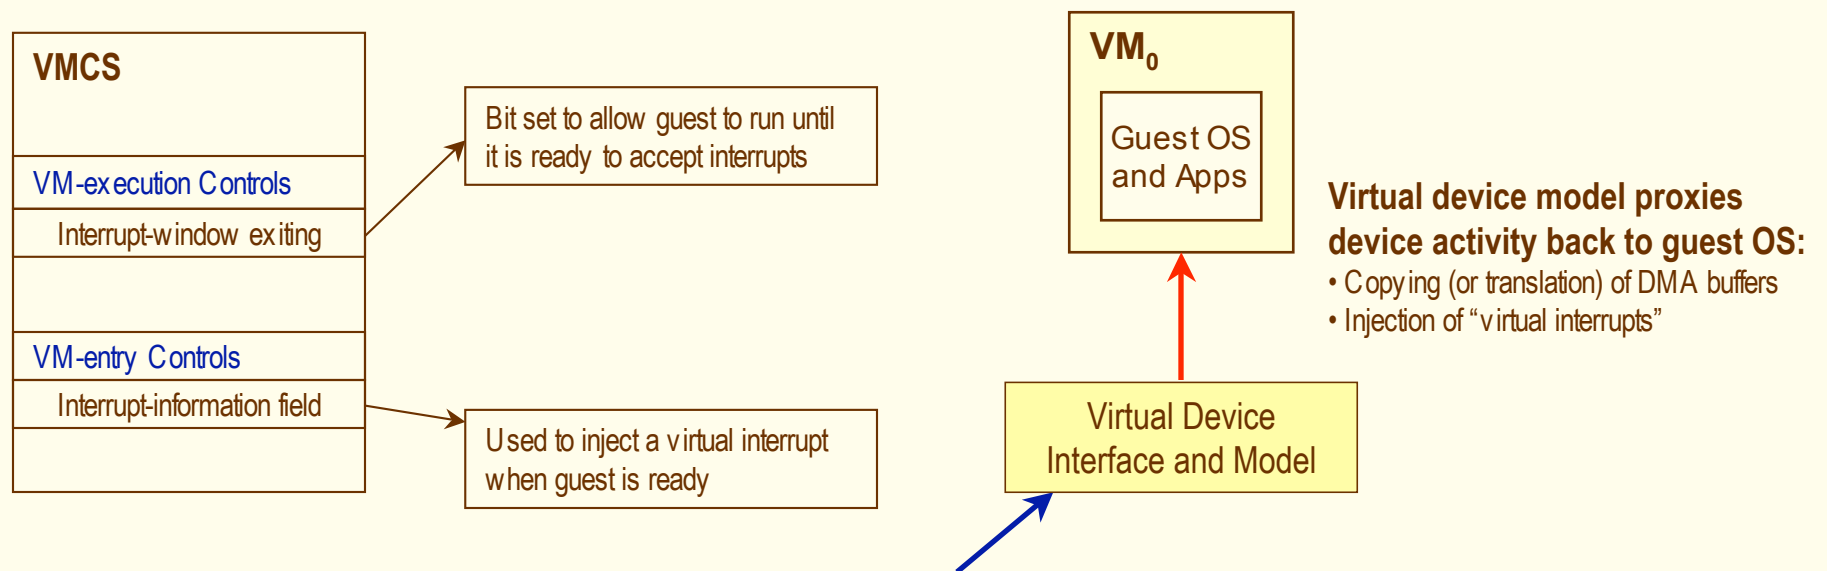 VMCS
VM-execution Controls
Interrupt-window exiting
VM-entry Controls
Interrupt-information field
Bit set to allow guest to run until
it is ready to accept interrupts
Used to inject a virtual interrupt
when guest is ready
VM0
Guest OS
and Apps
Virtual Device
Interface and Model
Virtual device model proxies
device activity back to guest OS:
• Copying (or translation) of DMA buffers
• Injection of “virtual interrupts”